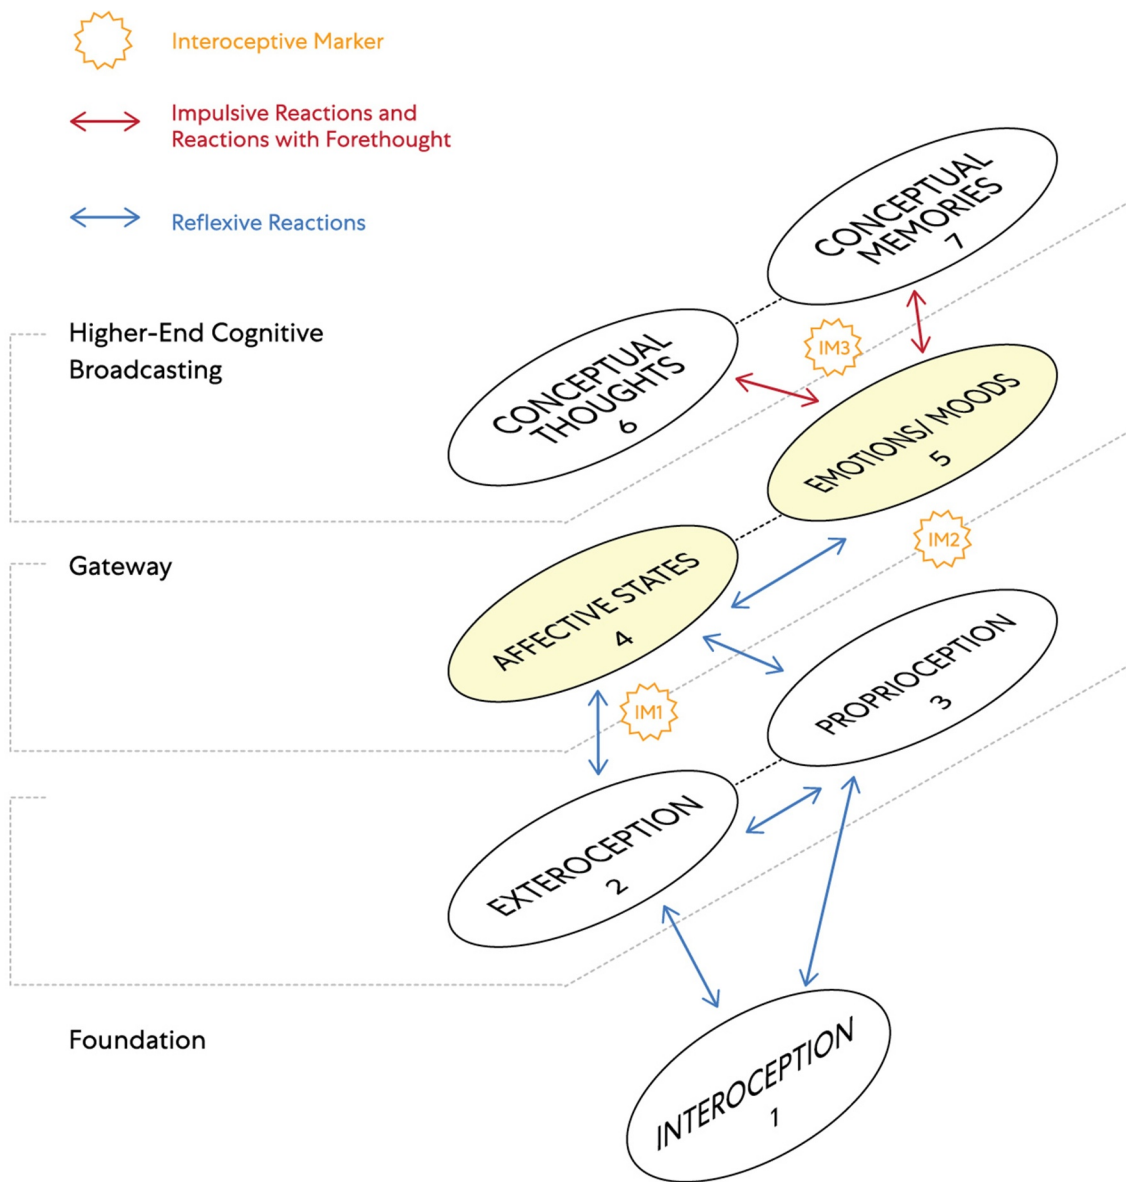 Interoceptive Marker
Impulsive Reactions and
Reactions with Forethought
Reflexive Reactions
CONCEPTUAL
MEMORIES
7
Higher-End Cognitive
Broadcasting
IM3
CONCEPTUAL
THOUGHTS
6
EMOTIONS/ MOODS
5
Gateway
IM2
AFFECTIVE STATES
4
PROPRIOCEPTION
3
IM1
EXTEROCEPTION
2
Foundation
INTEROCEPTION
1